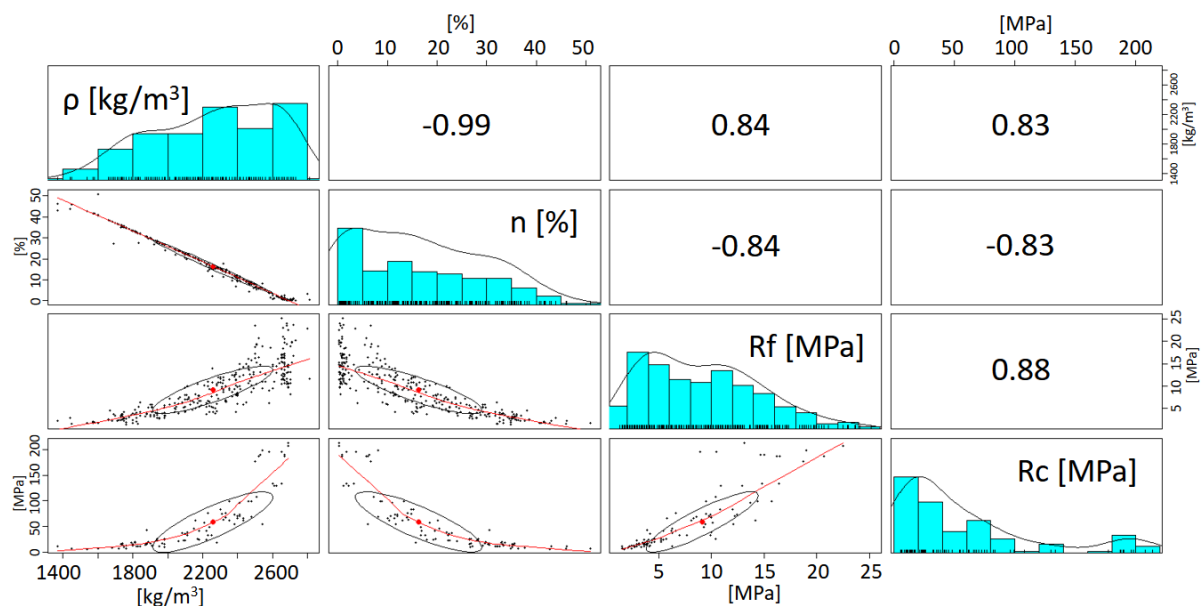 [%]
[MPa]
0 10 20 30 40 50
0 50 100 150 200
ρ [kg/m³]
-0.99
0.84
0.83
1400 1800 2200 2600
[kg/m³]
0 10 20 30 40 50
[%]
n [%]
-0.84
-0.83
Rf [MPa]
0.88
5 10 15 20 25
[MPa]
0 50 100 150 200
[MPa]
Rc [MPa]
1400 1800 2200 2600
[kg/m³]
5 10 15 20 25
[MPa]